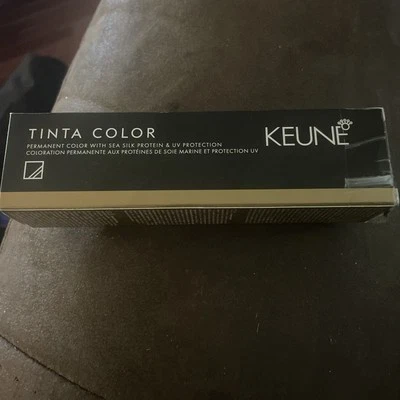 TINTA COLOR
PERMANENT COLOR WITH SEA SILK PROTEIN & UV PROTECTION
COLORATION PERMANENTE AUX PROTÉINES DE SOIE MARINE ET PROTECTION UV
KEUNE